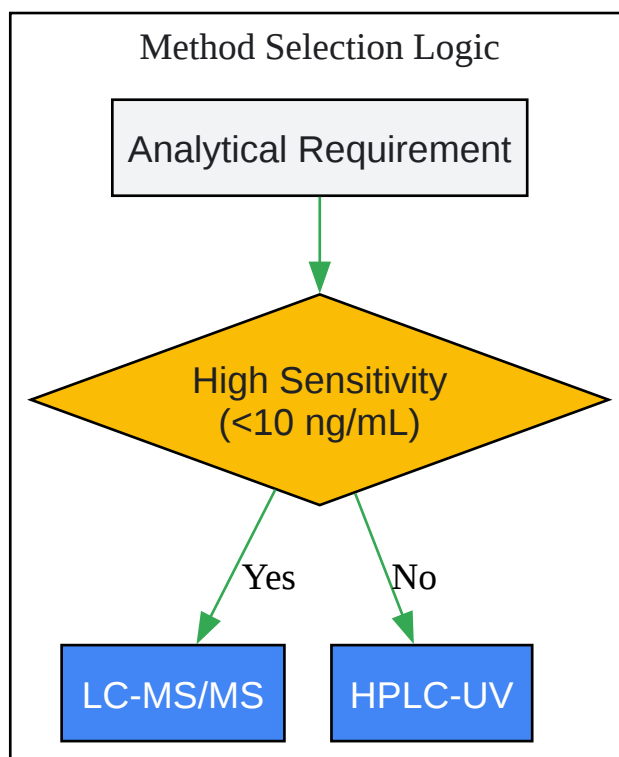 Method Selection Logic
Analytical Requirement
High Sensitivity
(<10 ng/mL)
Yes
No
LC-MS/MS
HPLC-UV